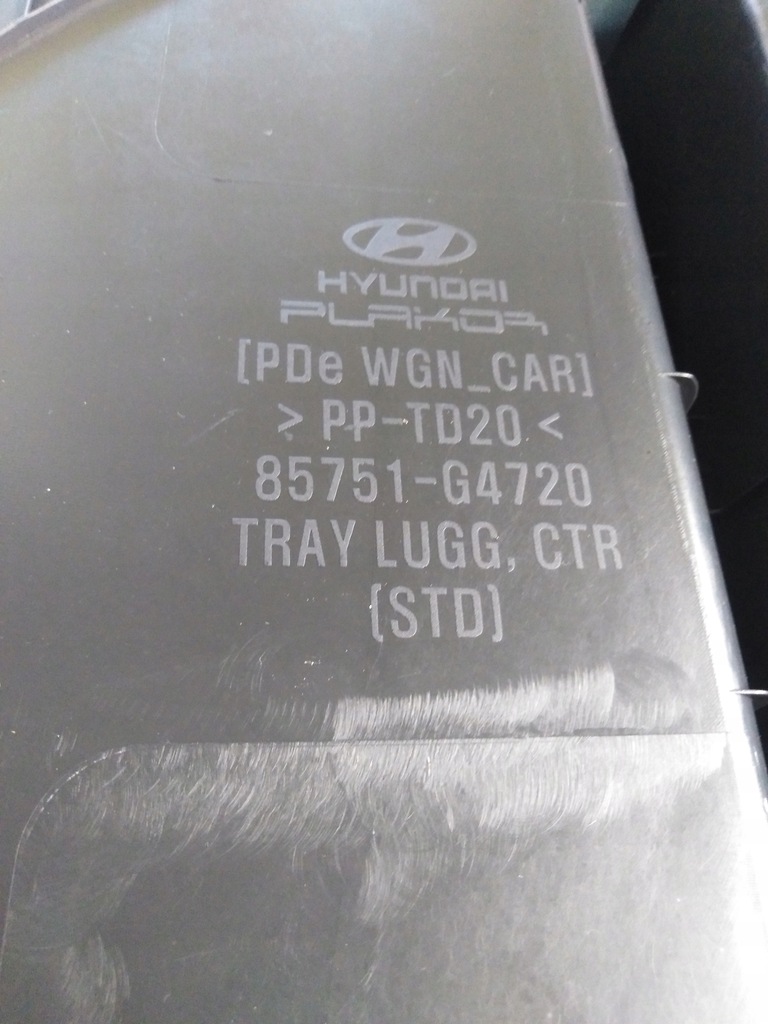 HYUNDAI
PLAKOR
[PDe WGN_CAR]
> PP-TD20 <
85751-G4720
TRAY LUGG, CTR
[STD]